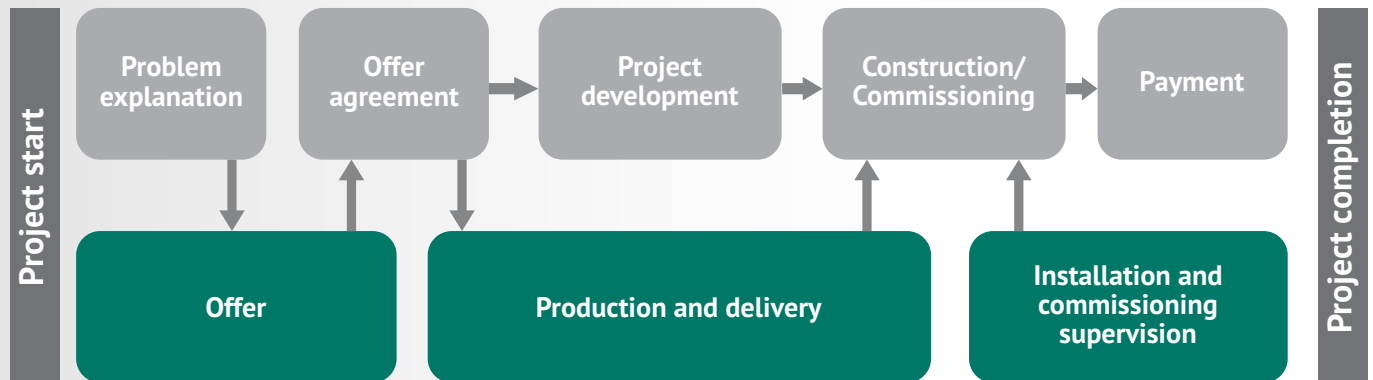 Project start
Problem
explanation
Offer
agreement
Project
development
Construction/
Commissioning
Payment
Offer
Production and delivery
Installation and
commissioning
supervision
Project completion